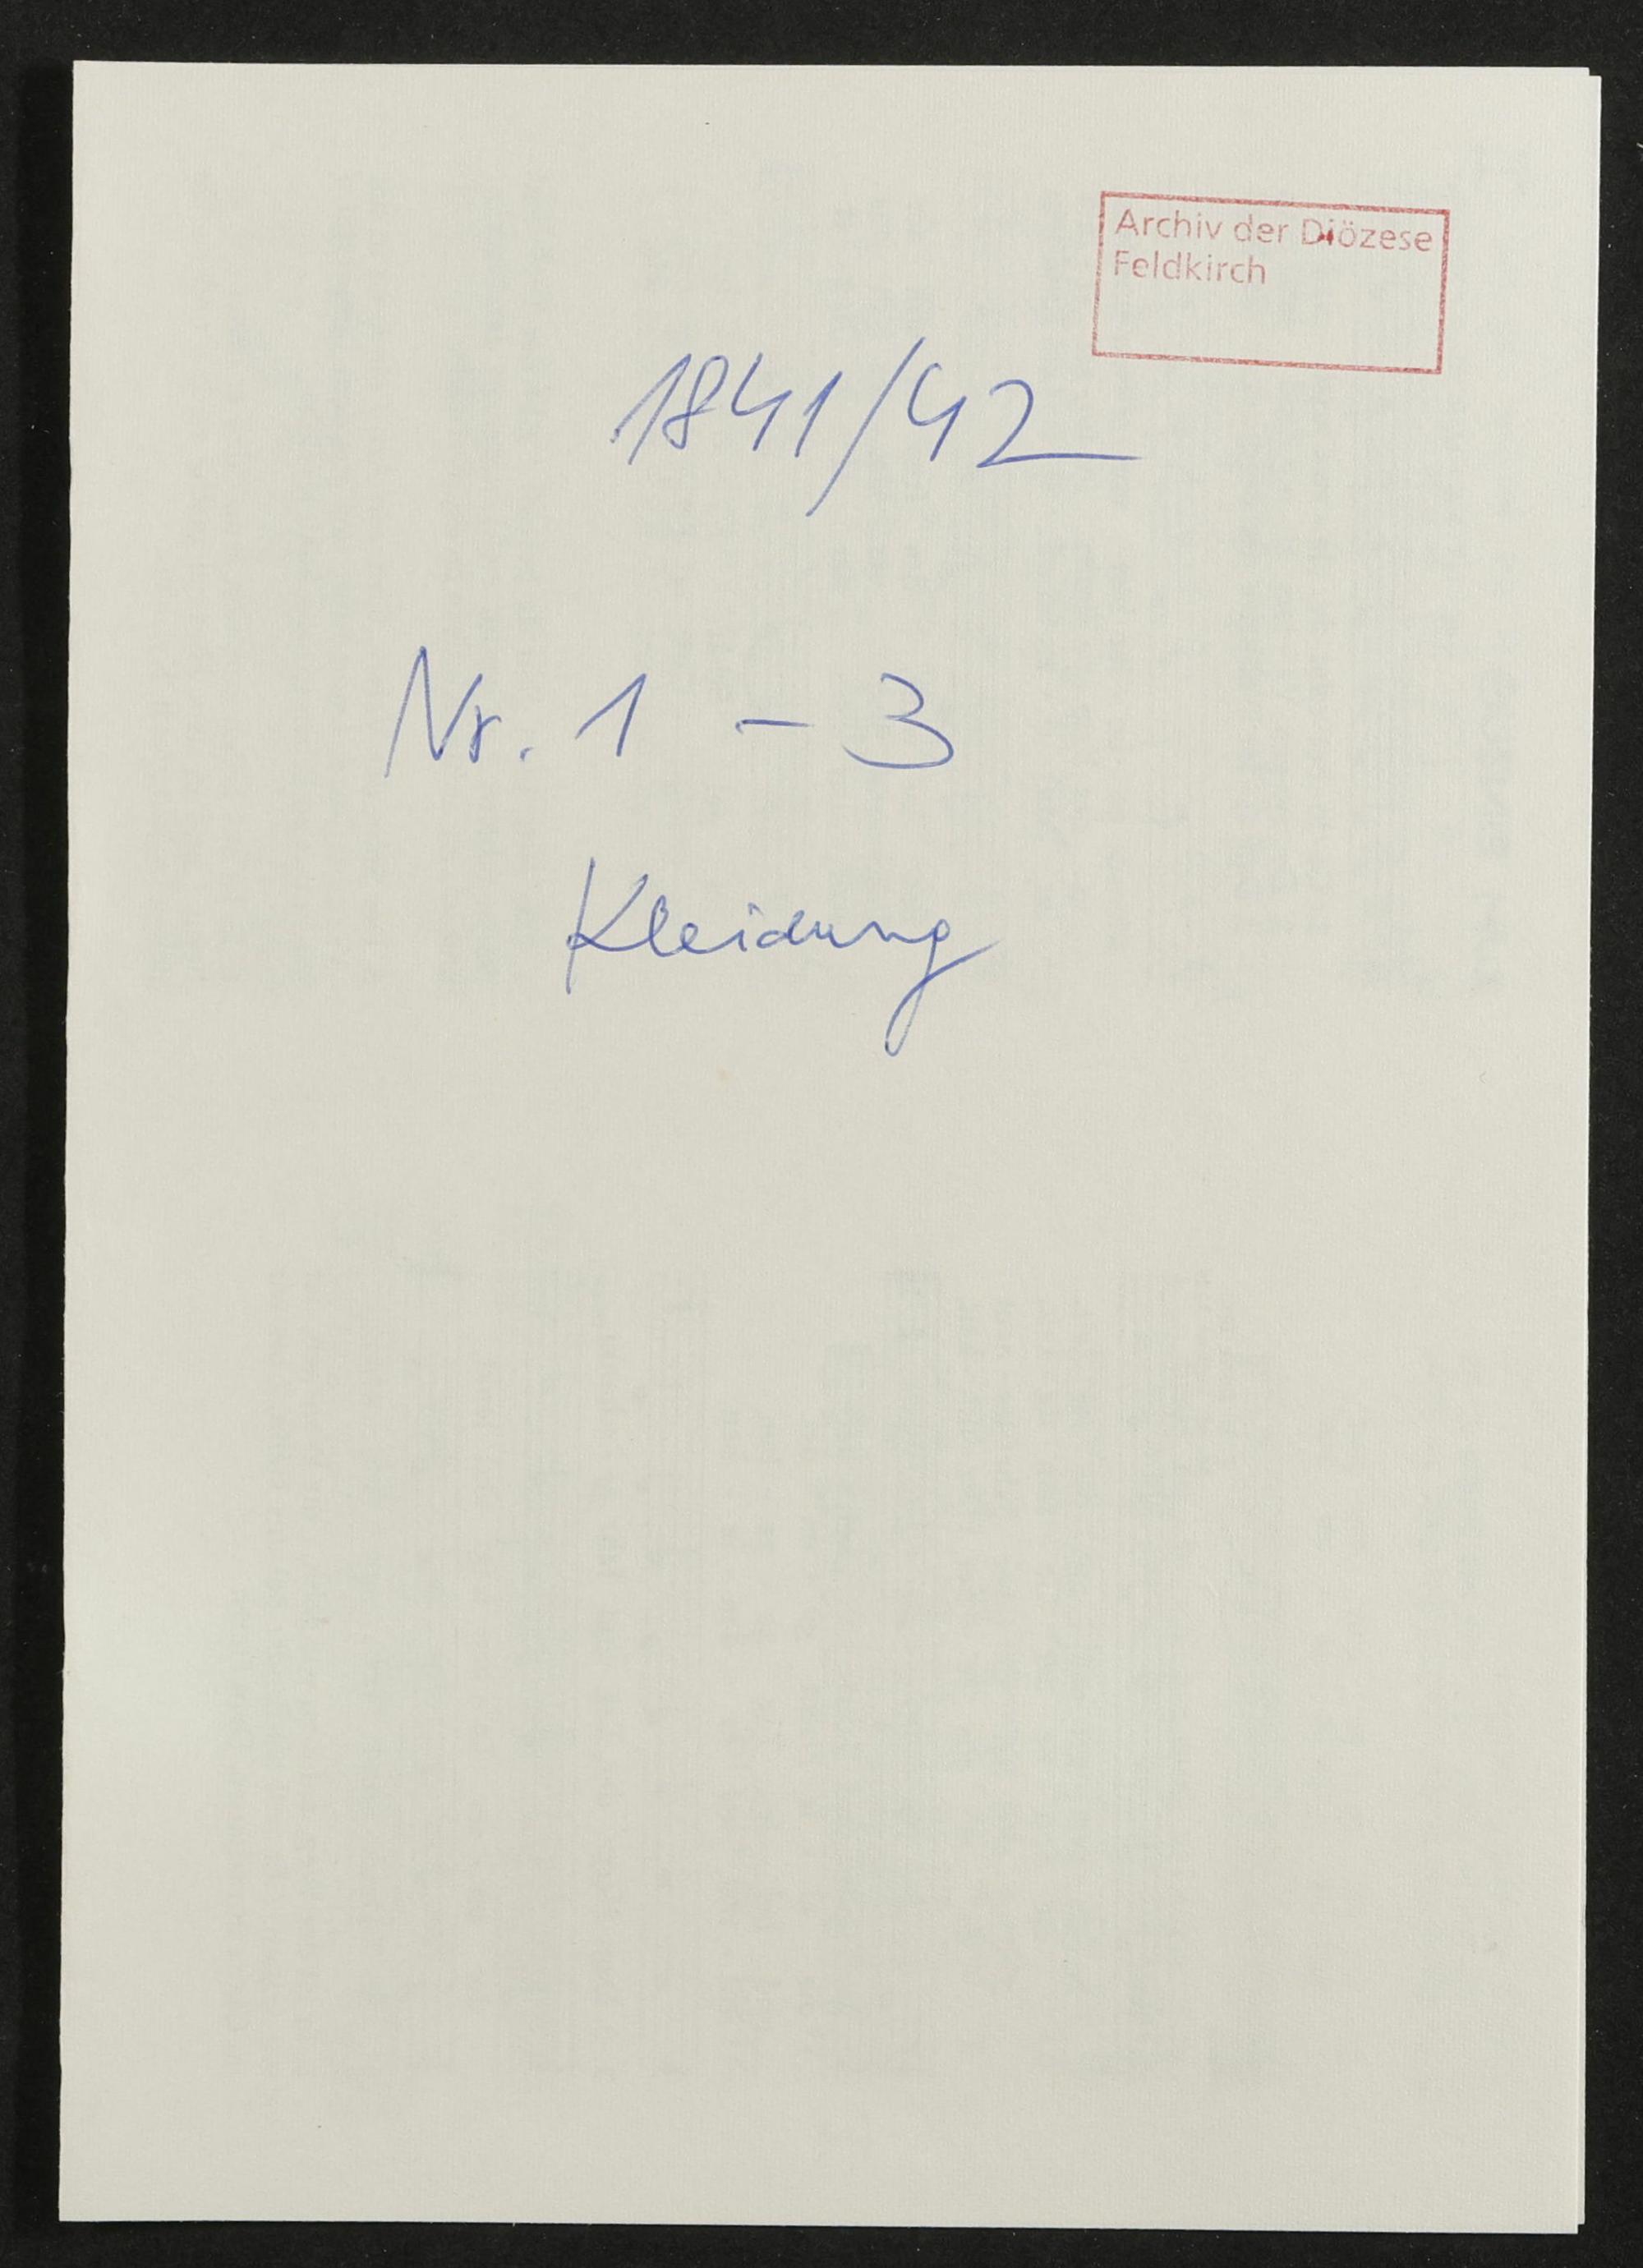 Archiv der Diözese
Feldkirch
1841/42
Nr. 1 - 3
Kleidung